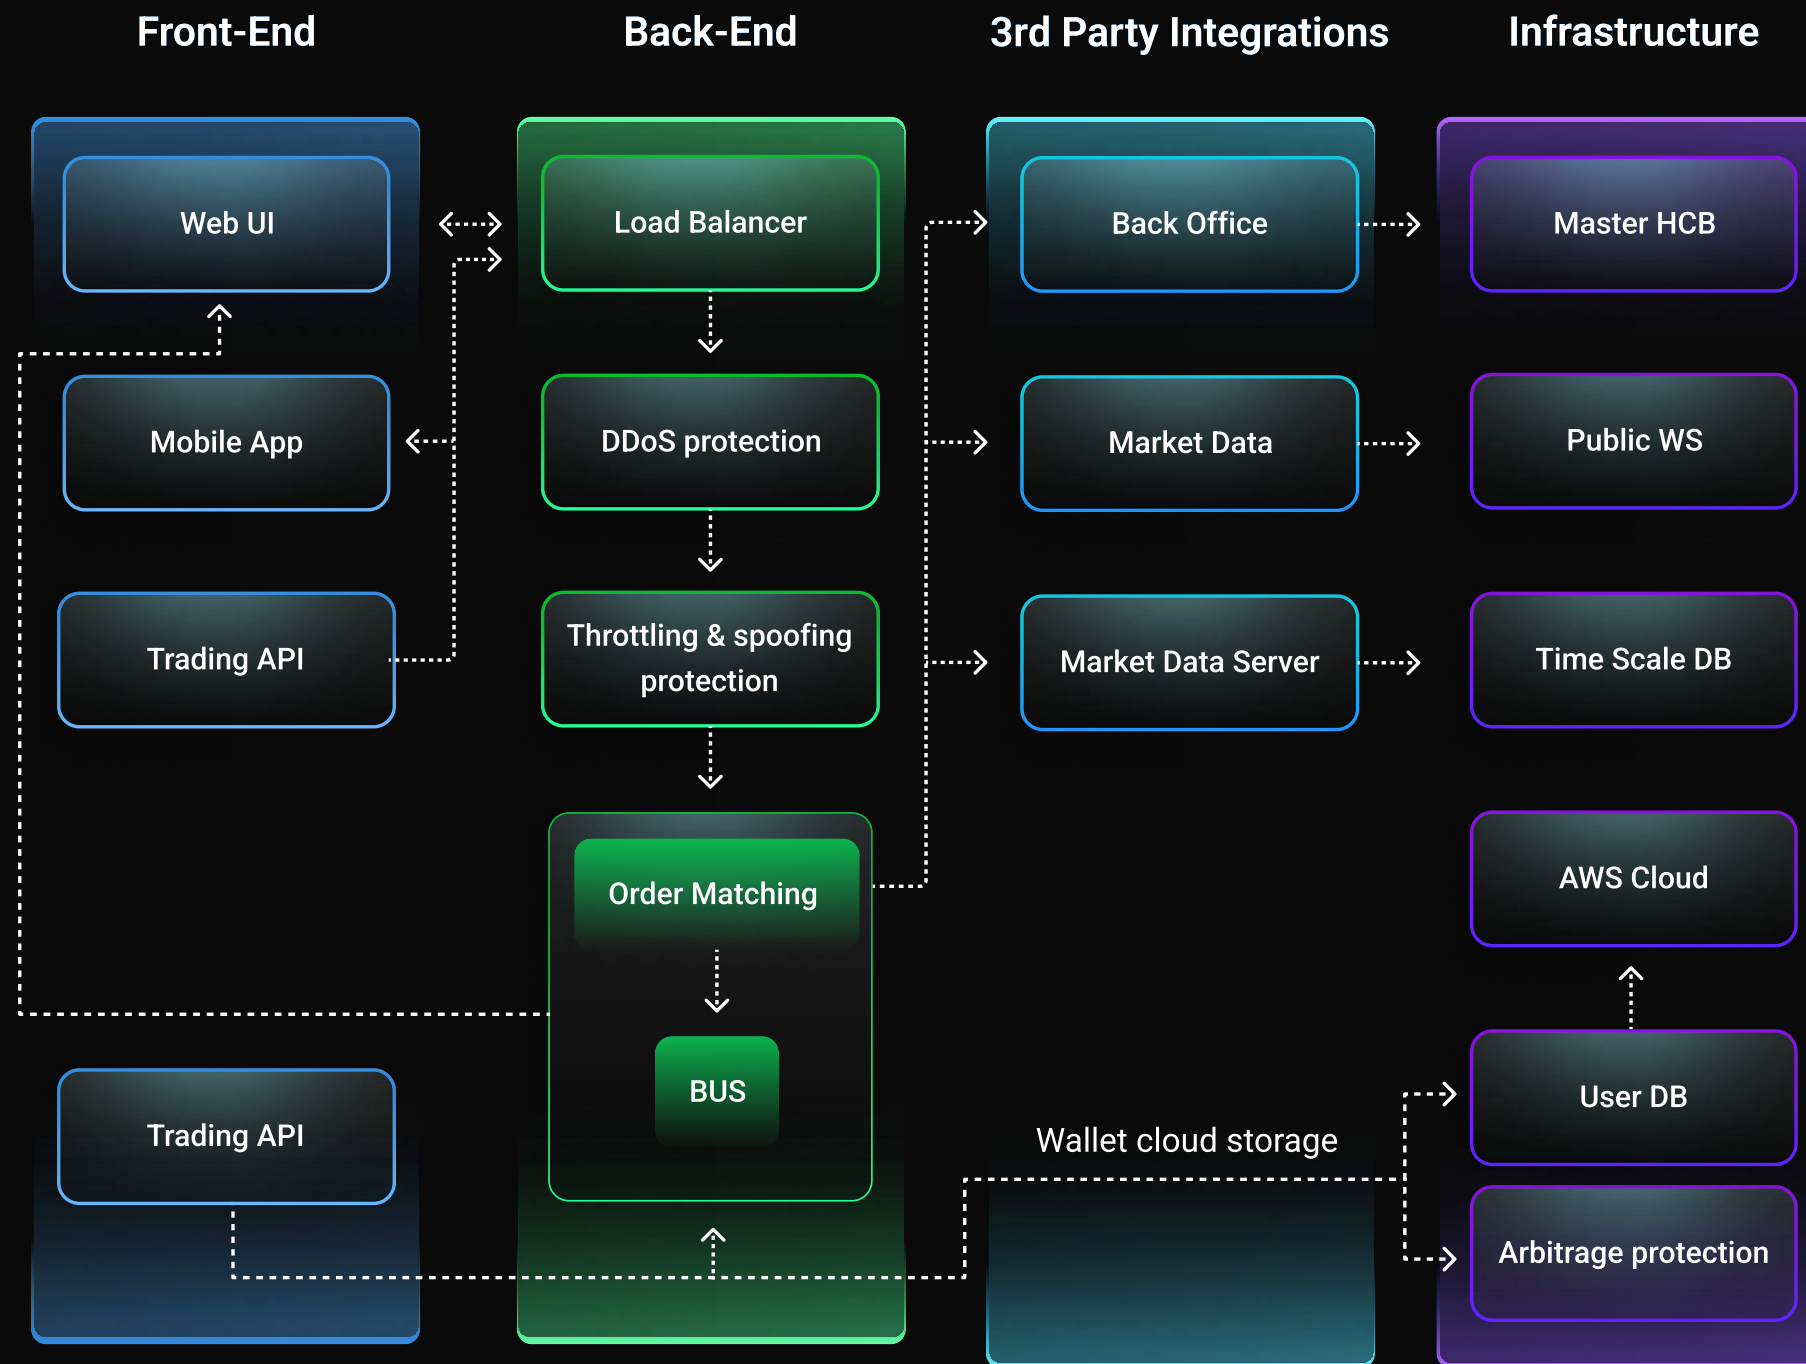 Front-End
Back-End
3rd Party Integrations
Infrastructure
Web UI
Load Balancer
Back Office
Master HCB
Mobile App
DDoS protection
Market Data
Public WS
Trading API
Throttling & spoofing
protection
Market Data Server
Time Scale DB
Order Matching
AWS Cloud
BUS
User DB
Trading API
Wallet cloud storage
Arbitrage protection